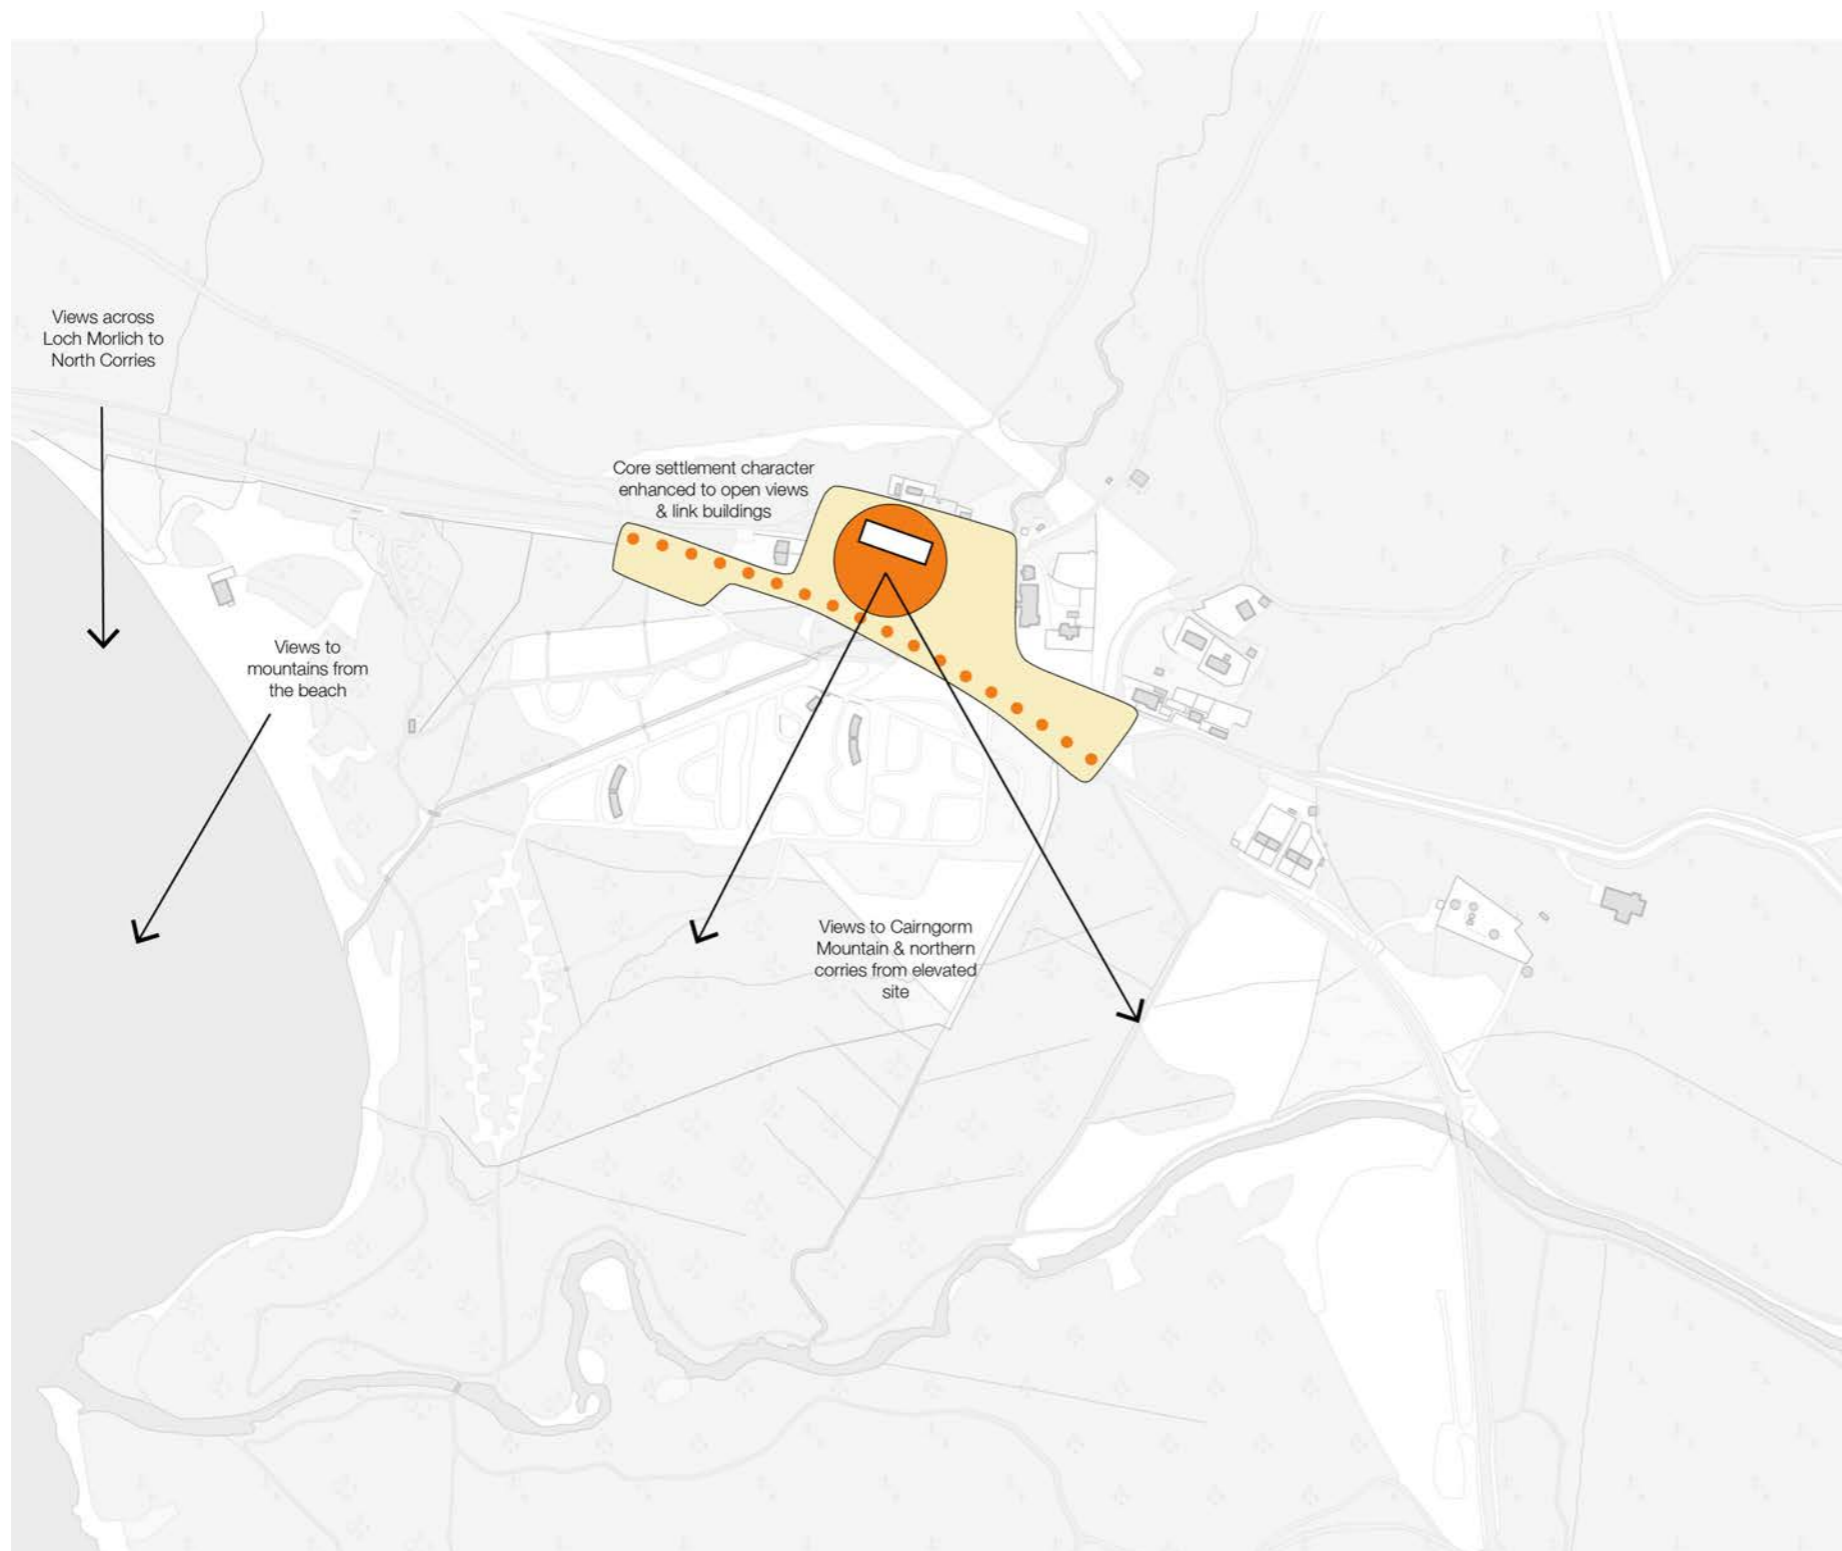 Views across
Loch Morlich to
North Corries
Core settlement character
enhanced to open views
& link buildings
Views to
mountains from
the beach
Views to Cairngorm
Mountain & northern
corries from elevated
site